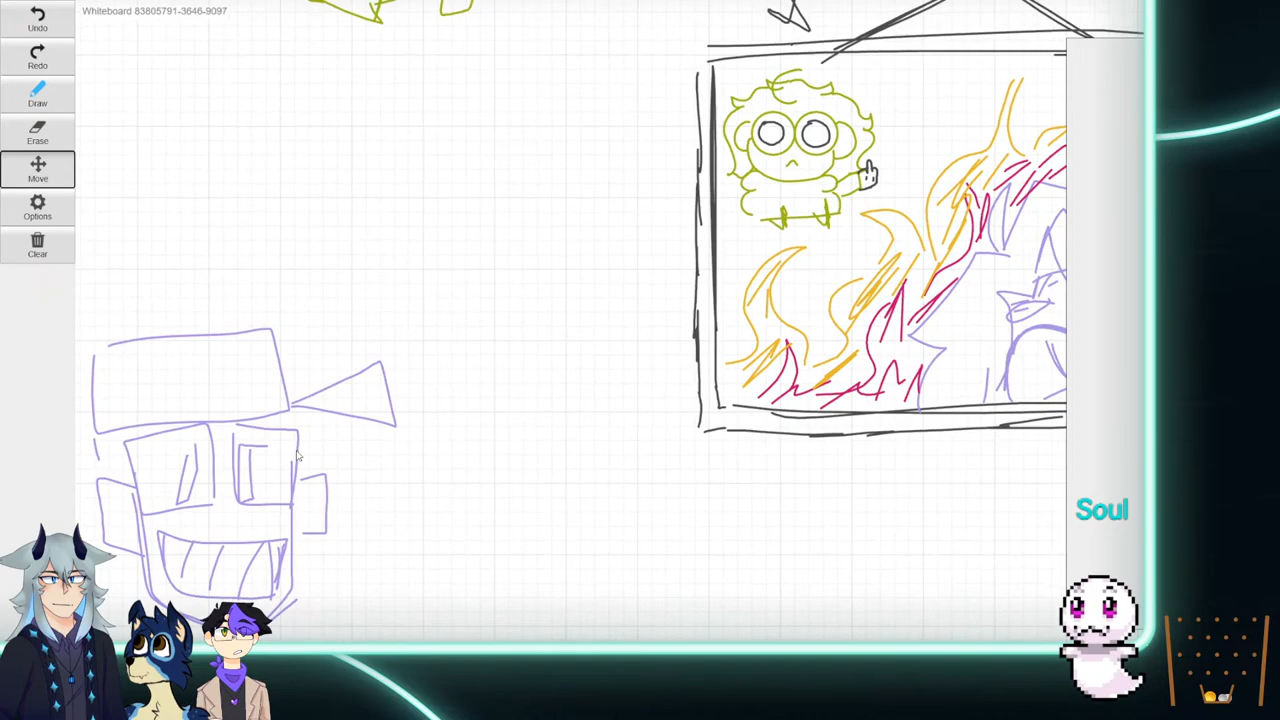 Whiteboard 83805791-3646-9097
Undo
Redo
Draw
Erase
Move
Options
Clear
Soul